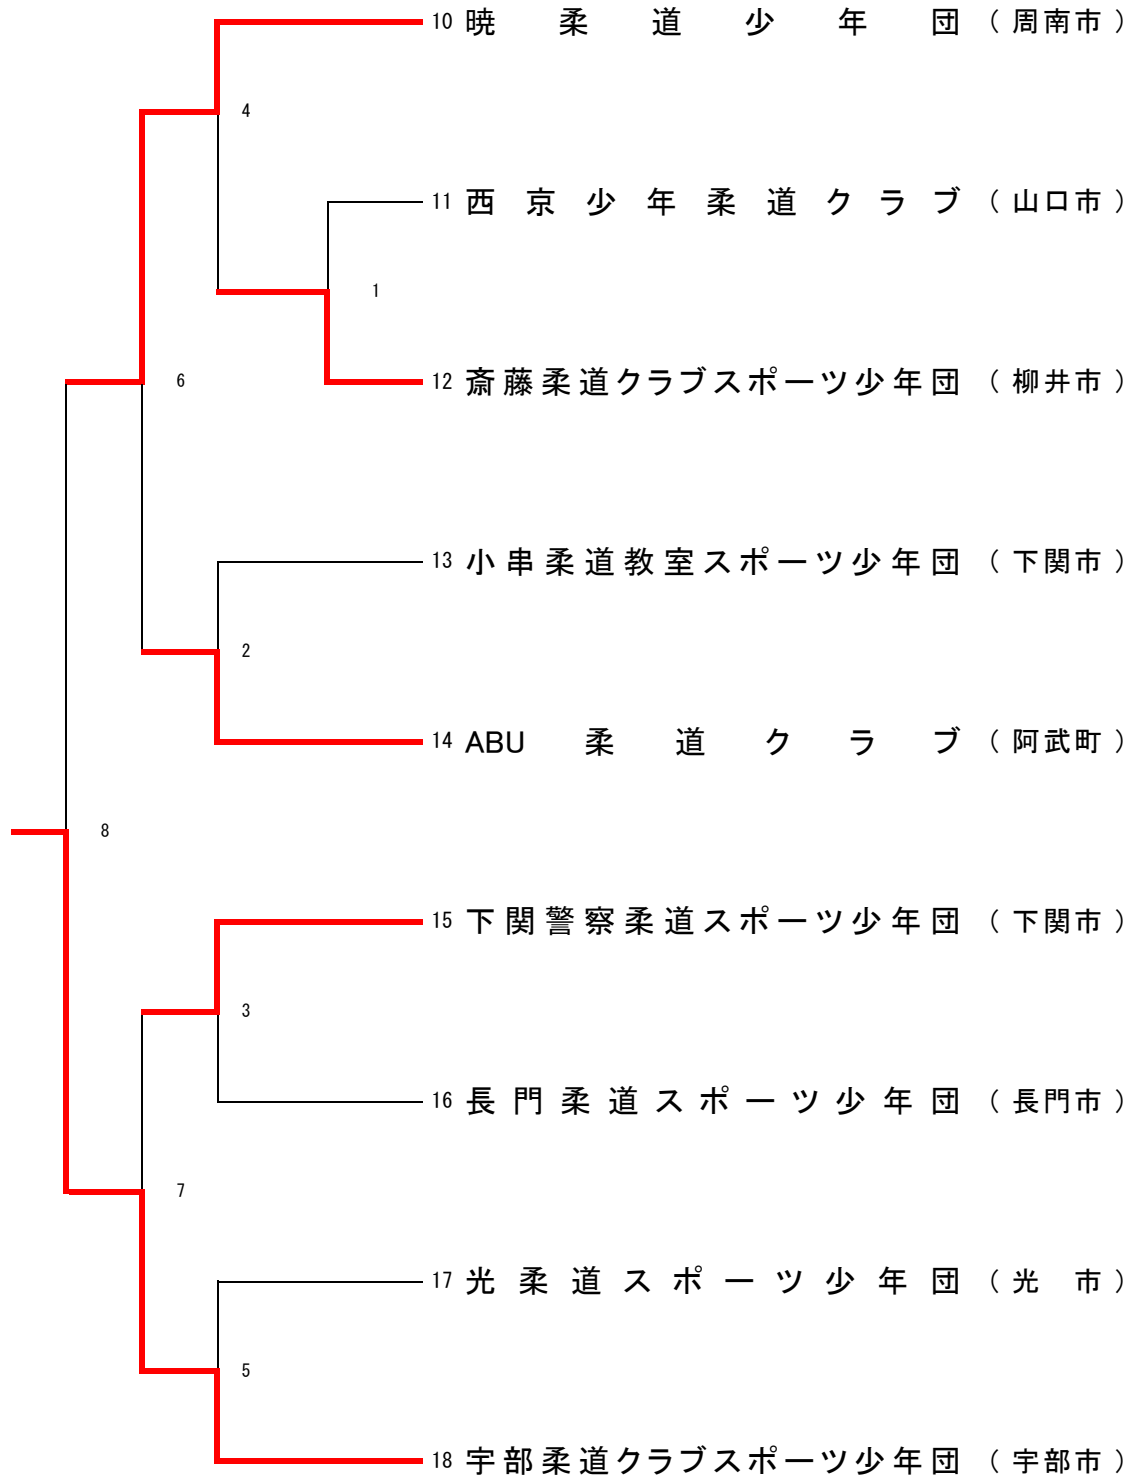 10 暁柔道少年団 （ 周南市 ）
4
11 西京少年柔道クラブ （ 山口市 ）
1
12 斎藤柔道クラブスポーツ少年団 （ 柳井市 ）
6
13 小串柔道教室スポーツ少年団 （ 下関市 ）
2
14 ABU柔道クラブ （ 阿武町 ）
8
15 下関警察柔道スポーツ少年団 （ 下関市 ）
3
16 長門柔道スポーツ少年団 （ 長門市 ）
7
17 光柔道スポーツ少年団 （ 光市 ）
5
18 宇部柔道クラブスポーツ少年団 （ 宇部市 ）